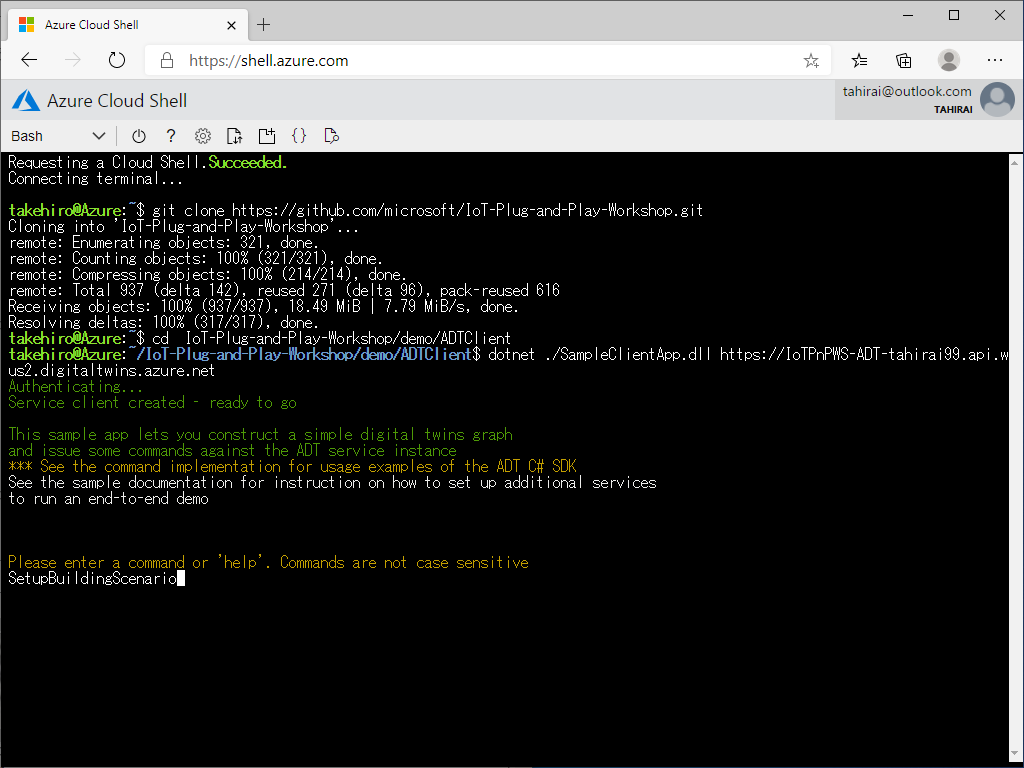 Azure Cloud Shell
https://shell.azure.com
Azure Cloud Shell
tahirai@outlook.com
TAHIRAI
Bash
Requesting a Cloud Shell.Succeeded.
Connecting terminal...
takehiro@Azure:~$ git clone https://github.com/microsoft/IoT-Plug-and-Play-Workshop.git
Cloning into 'IoT-Plug-and-Play-Workshop'...
remote: Enumerating objects: 321, done.
remote: Counting objects: 100% (321/321), done.
remote: Compressing objects: 100% (214/214), done.
remote: Total 937 (delta 142), reused 271 (delta 96), pack-reused 616
Receiving objects: 100% (937/937), 18.49 MiB | 7.79 MiB/s, done.
Resolving deltas: 100% (317/317), done.
takehiro@Azure:~$ cd  IoT-Plug-and-Play-Workshop/demo/ADTClient
takehiro@Azure:~/IoT-Plug-and-Play-Workshop/demo/ADTClient$ dotnet ./SampleClientApp.dll https://IoTPnPWS-ADT-tahirai99.api.w
us2.digitaltwins.azure.net
Authenticating...
Service client created - ready to go
This sample app lets you construct a simple digital twins graph
and issue some commands against the ADT service instance
*** See the command implementation for usage examples of the ADT C# SDK
See the sample documentation for instruction on how to set up additional services
to run an end-to-end demo
Please enter a command or 'help'. Commands are not case sensitive
SetupBuildingScenario